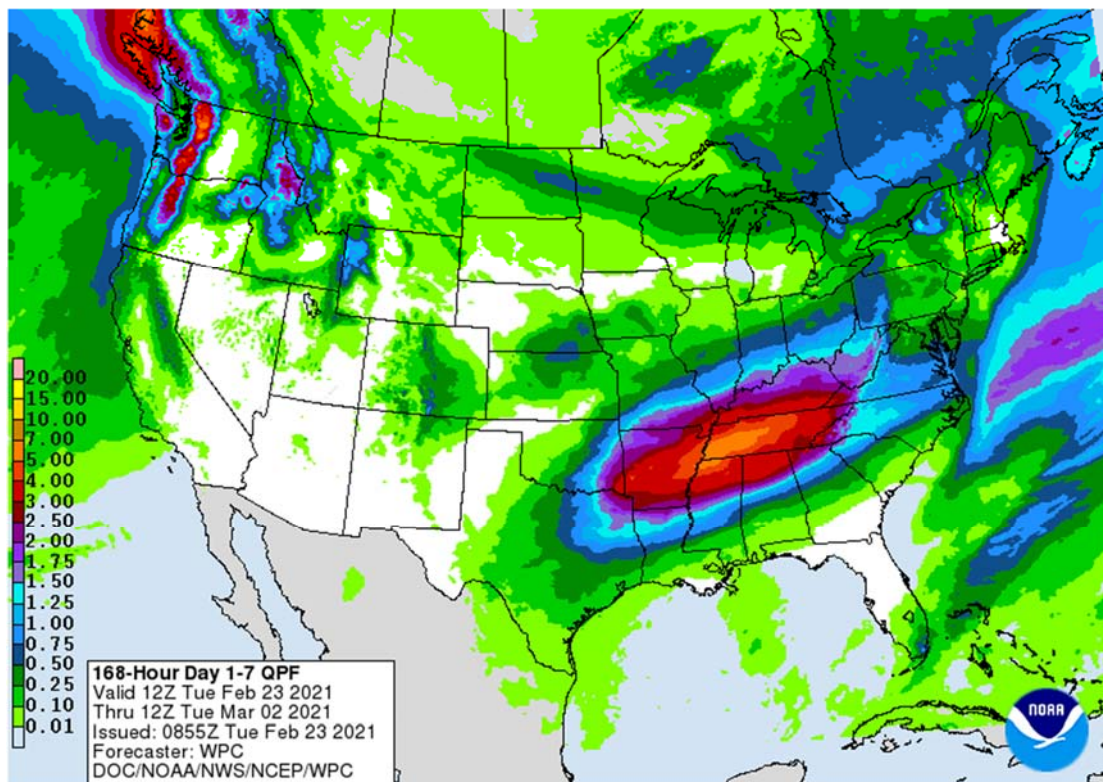 20.00
15.00
10.00
7.00
5.00
4.00
3.00
2.50
2.00
1.75
1.50
1.25
1.00
0.75
0.50
0.25
0.10
0.01
168-Hour Day 1-7 QPF
Valid 12Z Tue Feb 23 2021
Thru 12Z Tue Mar 02 2021
Issued: 0855Z Tue Feb 23 2021
Forecaster: WPC
DOC/NOAA/NWS/NCEP/WPC
NOAA